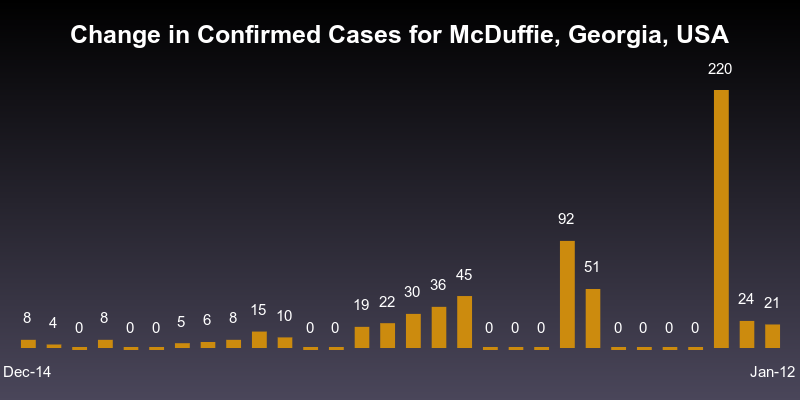 Change in Confirmed Cases for McDuffie, Georgia, USA
8 4 0 8 0 0 5 6 8 15 10 0 0 19 22 30 36 45 0 0 0 92 51 0 0 0 0 220 24 21
Dec-14 Jan-12